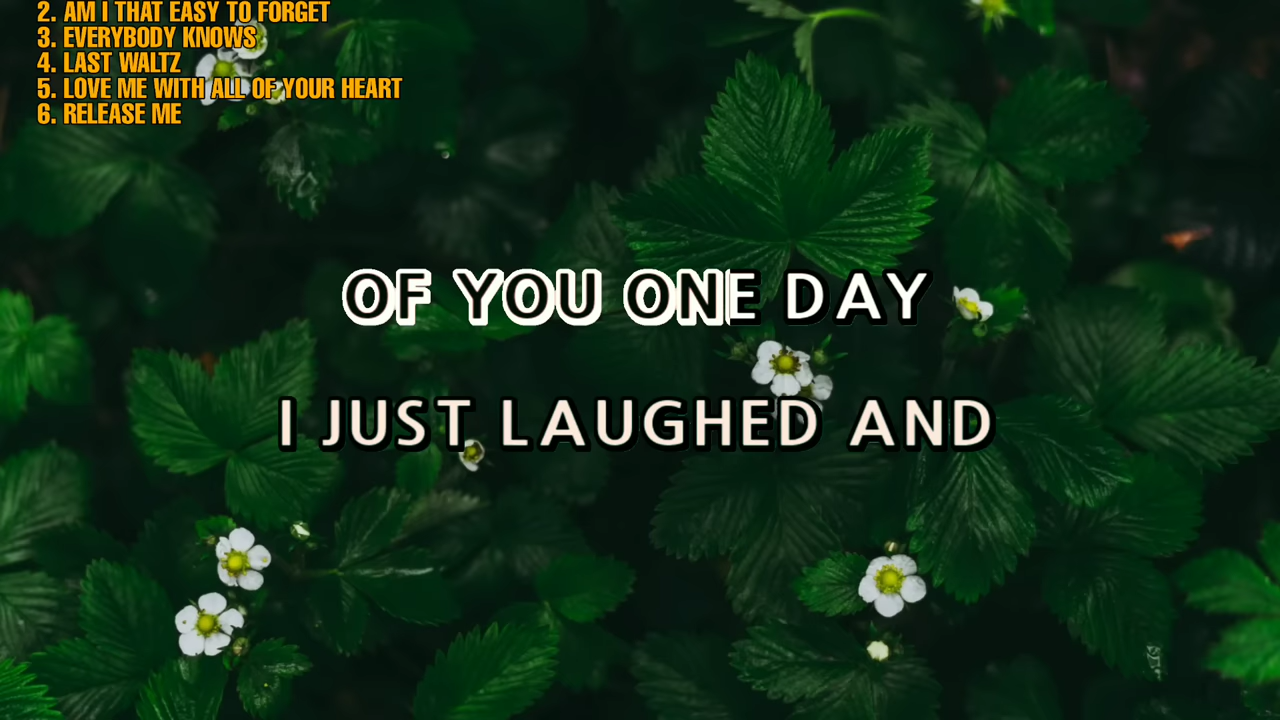 2. AM I THAT EASY TO FORGET
3. EVERYBODY KNOWS
4. LAST WALTZ
5. LOVE ME WITH ALL OF YOUR HEART
6. RELEASE ME
OF YOU ONE DAY
I JUST LAUGHED AND